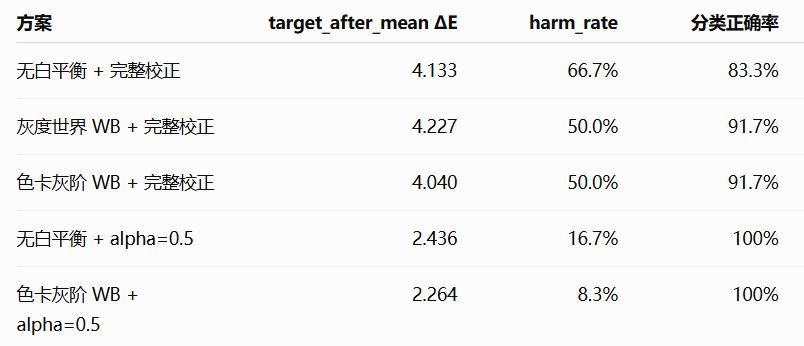 方案 target_after_mean ΔE harm_rate 分类正确率
无白平衡 + 完整校正 4.133 66.7% 83.3%
灰度世界 WB + 完整校正 4.227 50.0% 91.7%
色卡灰阶 WB + 完整校正 4.040 50.0% 91.7%
无白平衡 + alpha=0.5 2.436 16.7% 100%
色卡灰阶 WB + 2.264 8.3% 100%
alpha=0.5